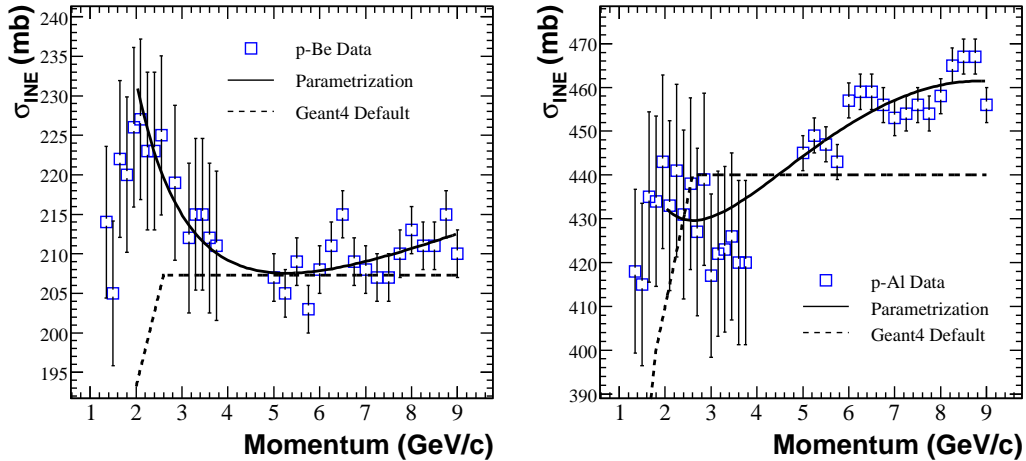 σINE (mb)
240
235
230
225
220
215
210
205
200
195
p-Be Data
Parametrization
Geant4 Default
1 2 3 4 5 6 7 8 9
Momentum (GeV/c)
σINE (mb)
470
460
450
440
430
420
410
400
390
p-Al Data
Parametrization
Geant4 Default
1 2 3 4 5 6 7 8 9
Momentum (GeV/c)